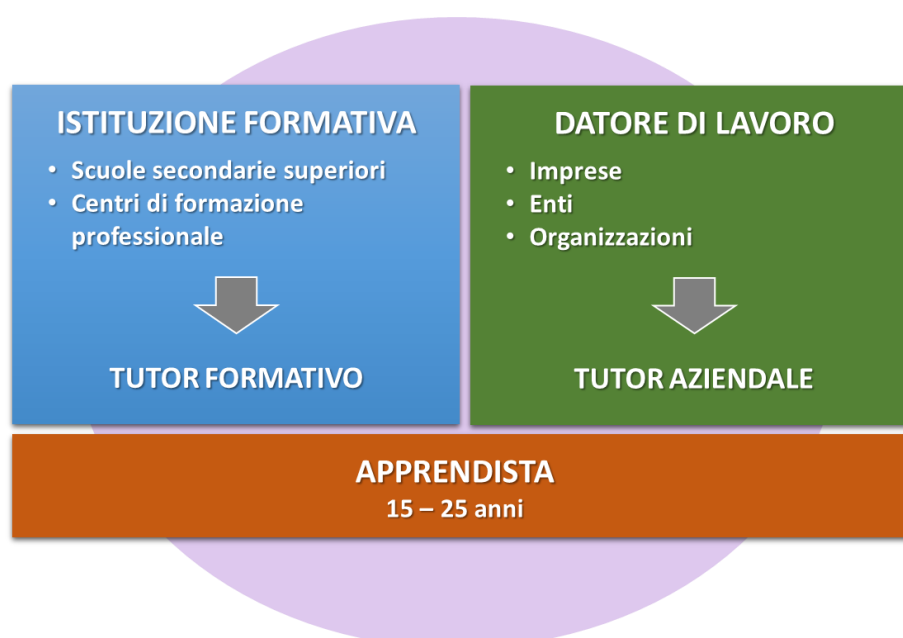 ISTITUZIONE FORMATIVA
• Scuole secondarie superiori
• Centri di formazione
professionale
TUTOR FORMATIVO
DATORE DI LAVORO
• Imprese
• Enti
• Organizzazioni
TUTOR AZIENDALE
APPRENDISTA
15 – 25 anni